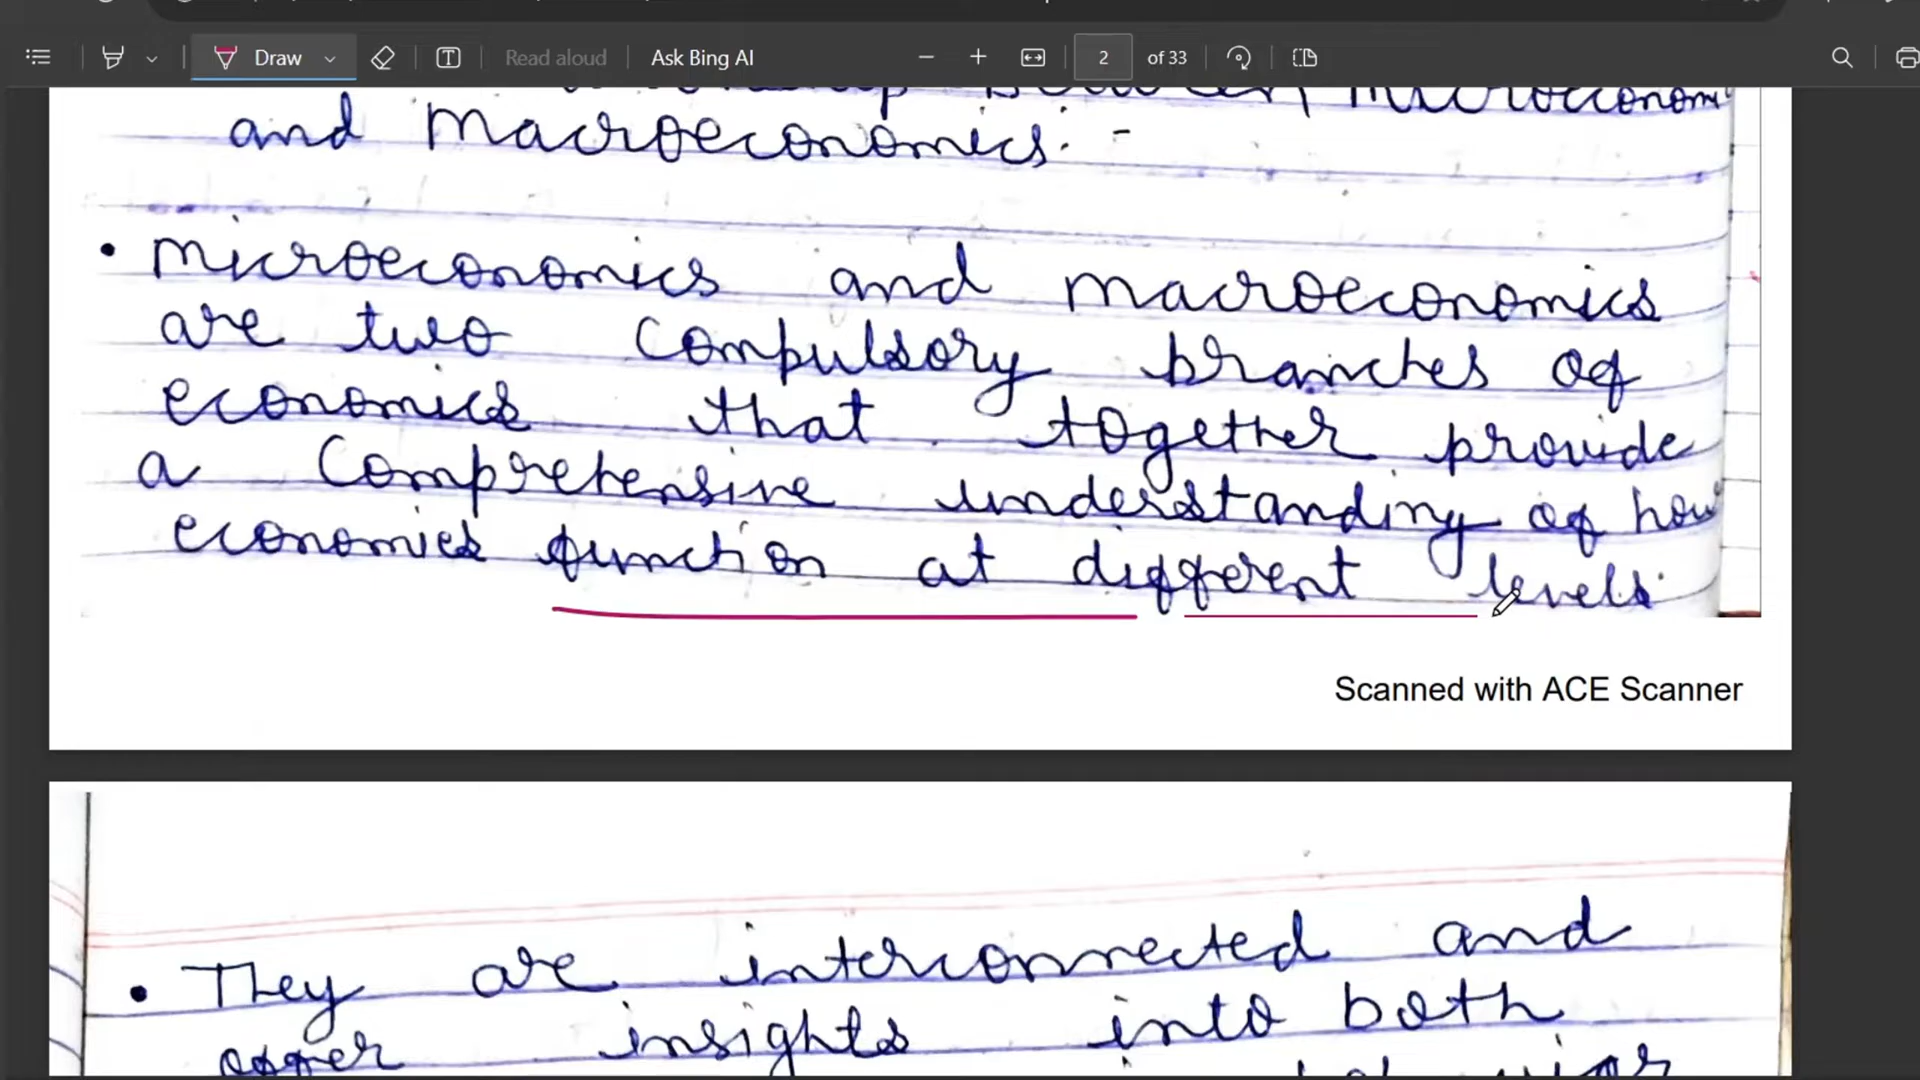 Draw
Read aloud
Ask Bing AI
2
of 33
and Macroeconomics: -
• Microeconomics and macroeconomics
are two Compulsory branches of
economics that together provide
a Comprehensive understanding of how
economies function at different levels.
Scanned with ACE Scanner
• They are interconnected and
offer insights into both